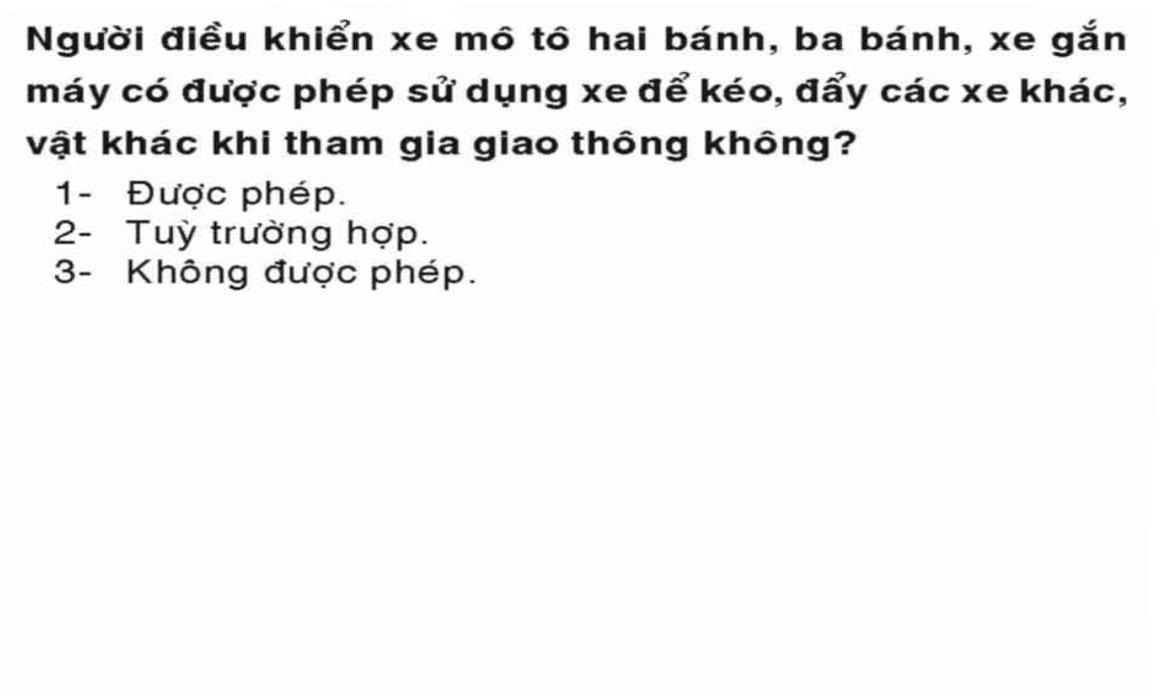 Người điều khiển xe mô tô hai bánh, ba bánh, xe gắn
máy có được phép sử dụng xe để kéo, đẩy các xe khác,
vật khác khi tham gia giao thông không?
1- Được phép.
2- Tuỳ trường hợp.
3- Không được phép.